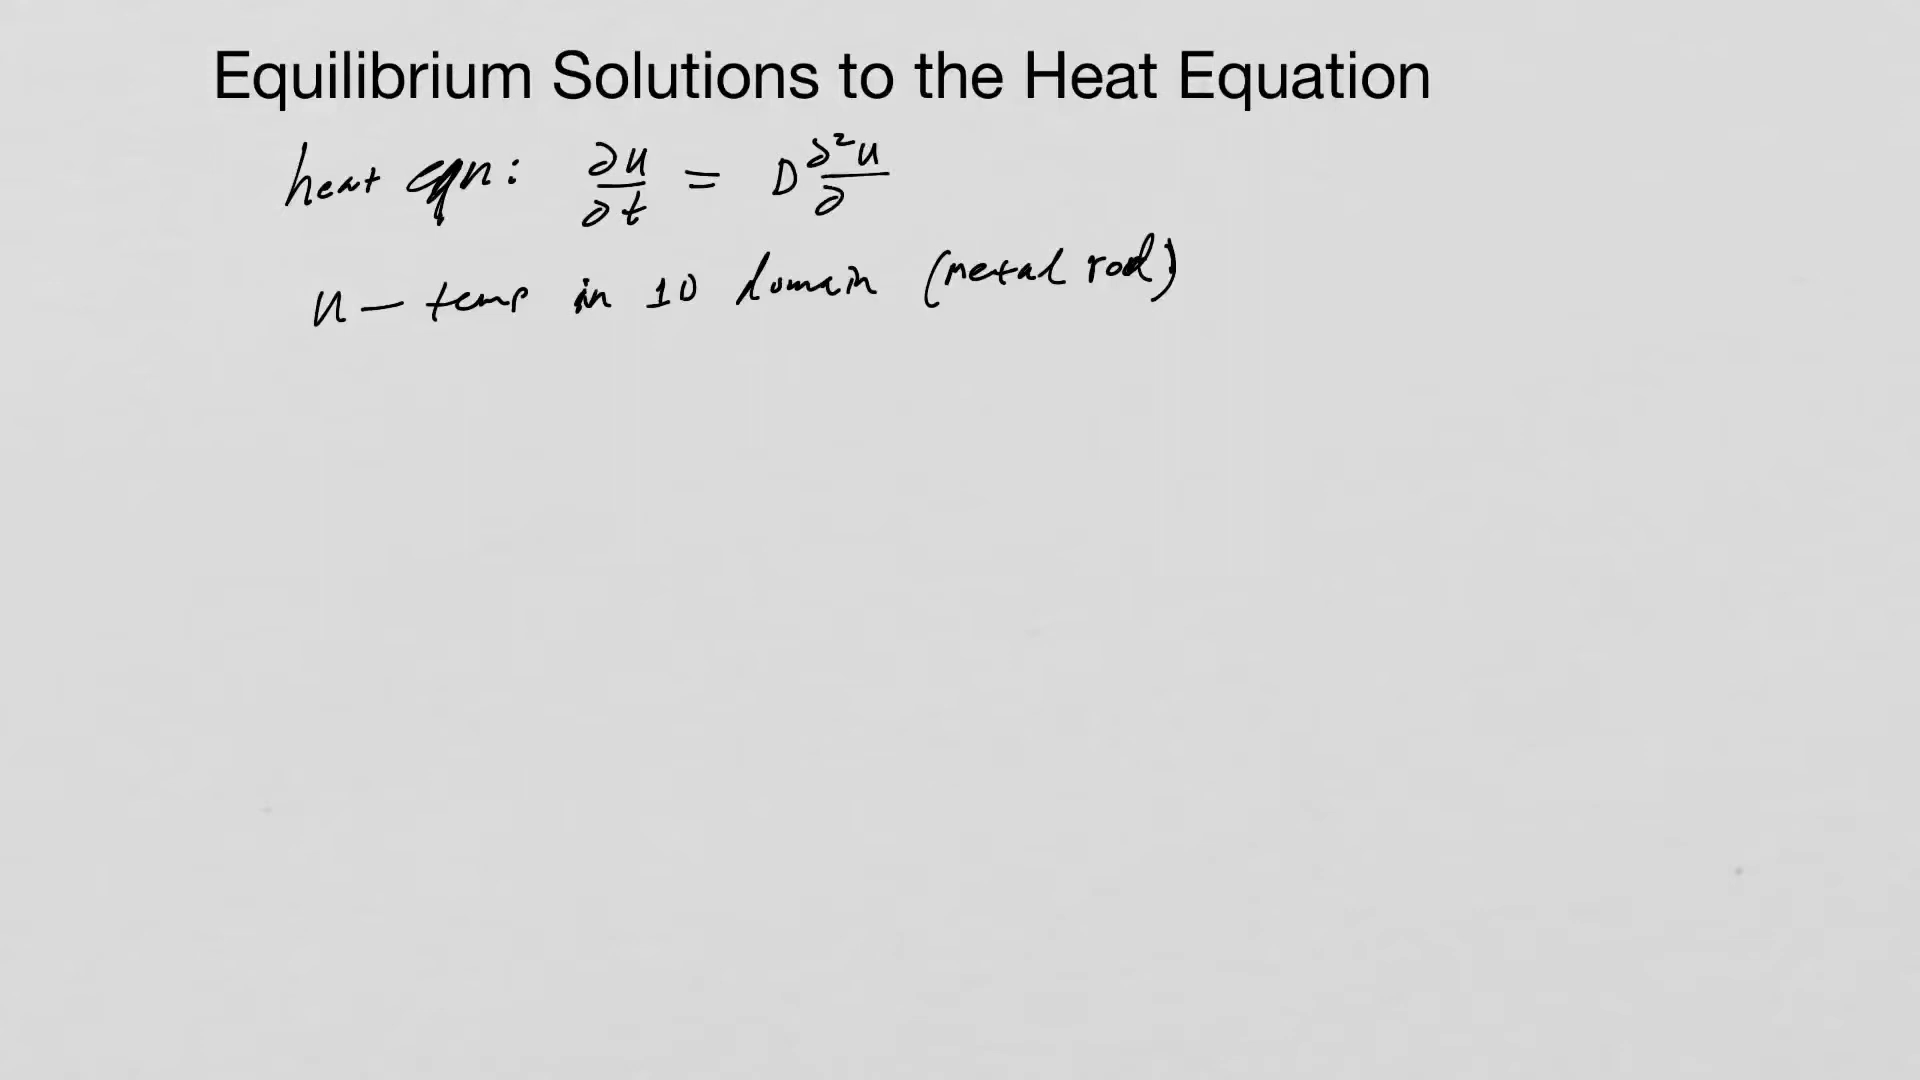 Equilibrium Solutions to the Heat Equation
heat eqn: ∂u/∂t = D ∂²u/∂
u — temp in 1D domain (metal rod)